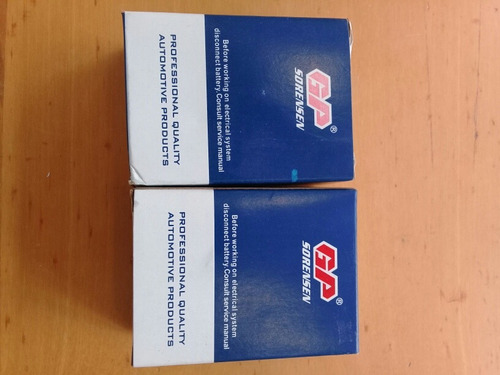 GP®
SORENSEN
Before working on electrical system
disconnect battery. Consult service manual
PROFESSIONAL QUALITY
AUTOMOTIVE PRODUCTS
GP®
SORENSEN
Before working on electrical system
disconnect battery. Consult service manual
PROFESSIONAL QUALITY
AUTOMOTIVE PRODUCTS